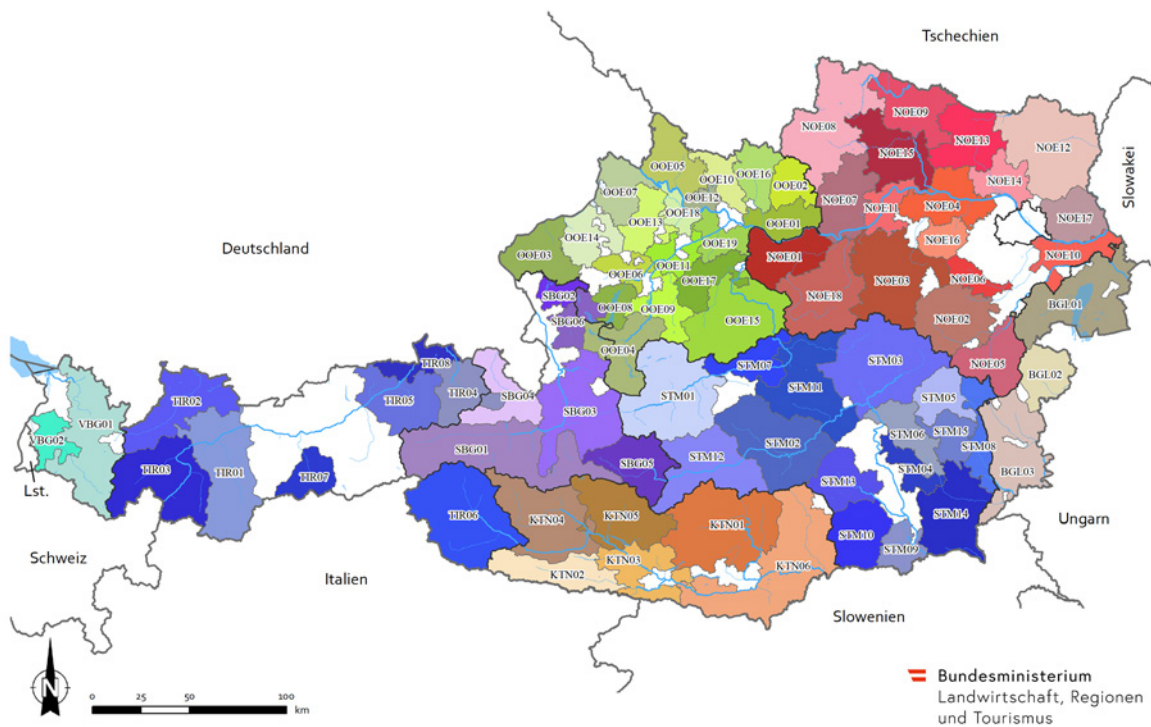 Tschechien
NOE09
NOE08
NOE13
NOE15
NOE12
OOE05
OOE10
OOE16
NOE14
OOE02
OOE07
NOE07
OOE12
NOE11
NOE04
Slowakei
OOE18
OOE13
OOE01
NOE17
OOE14
NOE16
OOE19
Deutschland
OOE03
NOE01
NOE10
OOE11
OOE06
OOE17
NOE03
NOE06
NOE18
SBG02
BGL01
OOE08
OOE09
NOE02
SBG06
OOE15
OOE04
NOE05
TIR08
STM03
STM07
BGL02
TIR04
STM11
SBG04
STM01
TIR02
TIR05
STM05
SBG03
VBG01
STM06
STM15
VBG02
STM02
SBG01
STM08
STM12
SBG05
STM04
BGL03
TIR03
TIR01
TIR07
STM13
Lst.
STM14
TIR06
KTN04
KTN05
Ungarn
KTN01
STM10
Schweiz
STM09
KTN03
Italien
KTN02
KTN06
Slowenien
N
Bundesministerium
Landwirtschaft, Regionen
und Tourismus
0 25 50 100
km